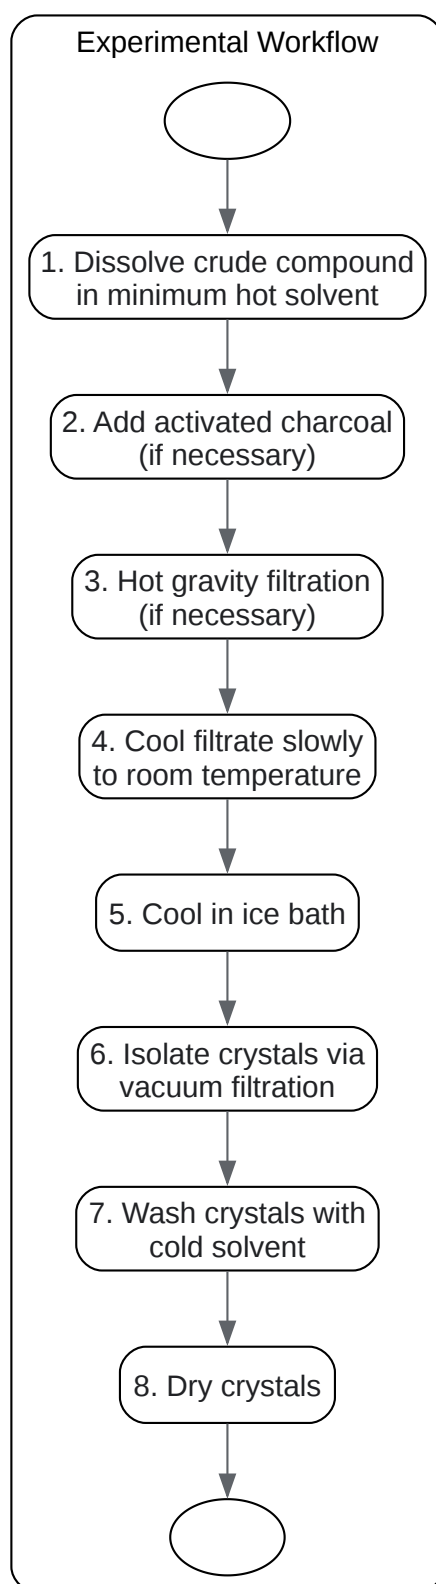 Experimental Workflow
1. Dissolve crude compound
in minimum hot solvent
2. Add activated charcoal
(if necessary)
3. Hot gravity filtration
(if necessary)
4. Cool filtrate slowly
to room temperature
5. Cool in ice bath
6. Isolate crystals via
vacuum filtration
7. Wash crystals with
cold solvent
8. Dry crystals